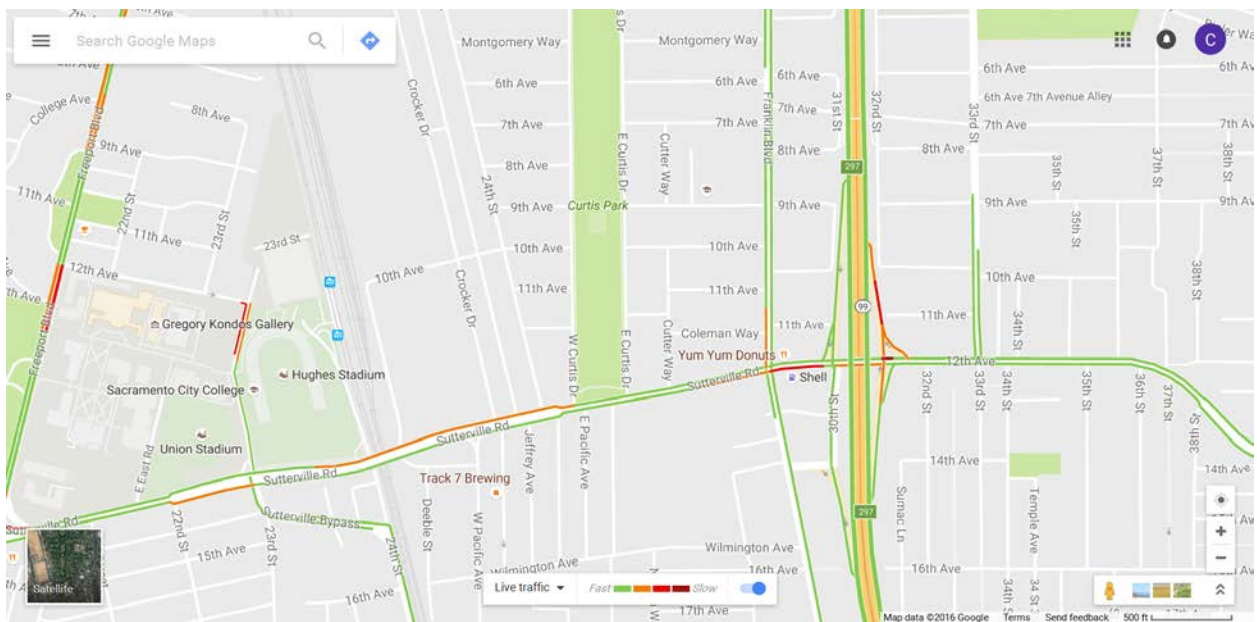 Search Google Maps
C
Montgomery Way
Montgomery Way
6th Ave
6th Ave
6th Ave
6th Ave
7th Ave
7th Ave
7th Ave
6th Ave 7th Avenue Alley
7th Ave
7th Ave
8th Ave
8th Ave
8th Ave
8th Ave
9th Ave
9th Ave
9th Ave
9th Ave
9th Ave
College Ave
Freeport Blvd
Freeport Blvd
11th Ave
11th Ave
22nd St
23rd St
23rd St
12th Ave
Crocker Dr
Crocker Dr
24th St
10th Ave
10th Ave
10th Ave
10th Ave
11th Ave
11th Ave
11th Ave
11th Ave
Curtis Park
E Curtis Dr
E Curtis Dr
W Curtis Dr
Cutter Way
Cutter Way
Franklin Blvd
31st St
32nd St
33rd St
35th St
35th St
37th St
38th St
38th St
34th St
297
99
Gregory Kondos Gallery
Sacramento City College
Hughes Stadium
Union Stadium
Coleman Way
Yum Yum Donuts
Shell
Sutterville Rd
12th Ave
30th St
32nd St
33rd St
34th St
35th St
36th St
37th St
38th St
E East Rd
Sutterville Rd
Sutterville Rd
Sutterville Rd
Jeffrey Ave
E Pacific Ave
W Pacific Ave
Track 7 Brewing
Deeble St
Sutterville Bypass
22nd St
23rd St
24th St
15th Ave
16th Ave
14th Ave
14th Ave
Sumac Ln
Temple Ave
297
Wilmington Ave
Wilmington Ave
16th Ave
16th Ave
17th Ave
34th St
Satellite
Live traffic
Fast
Slow
Map data ©2016 Google
Terms
Send feedback
500 ft